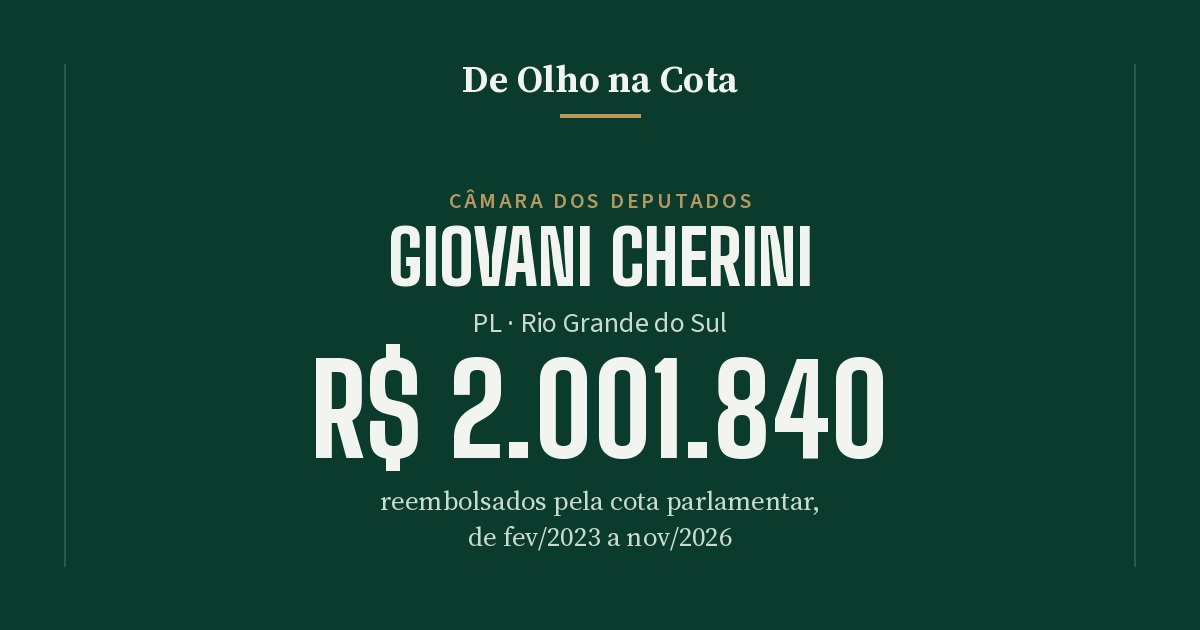 De Olho na Cota
CÂMARA DOS DEPUTADOS
GIOVANI CHERINI
PL · Rio Grande do Sul
R$ 2.001.840
reembolsados pela cota parlamentar,
de fev/2023 a nov/2026